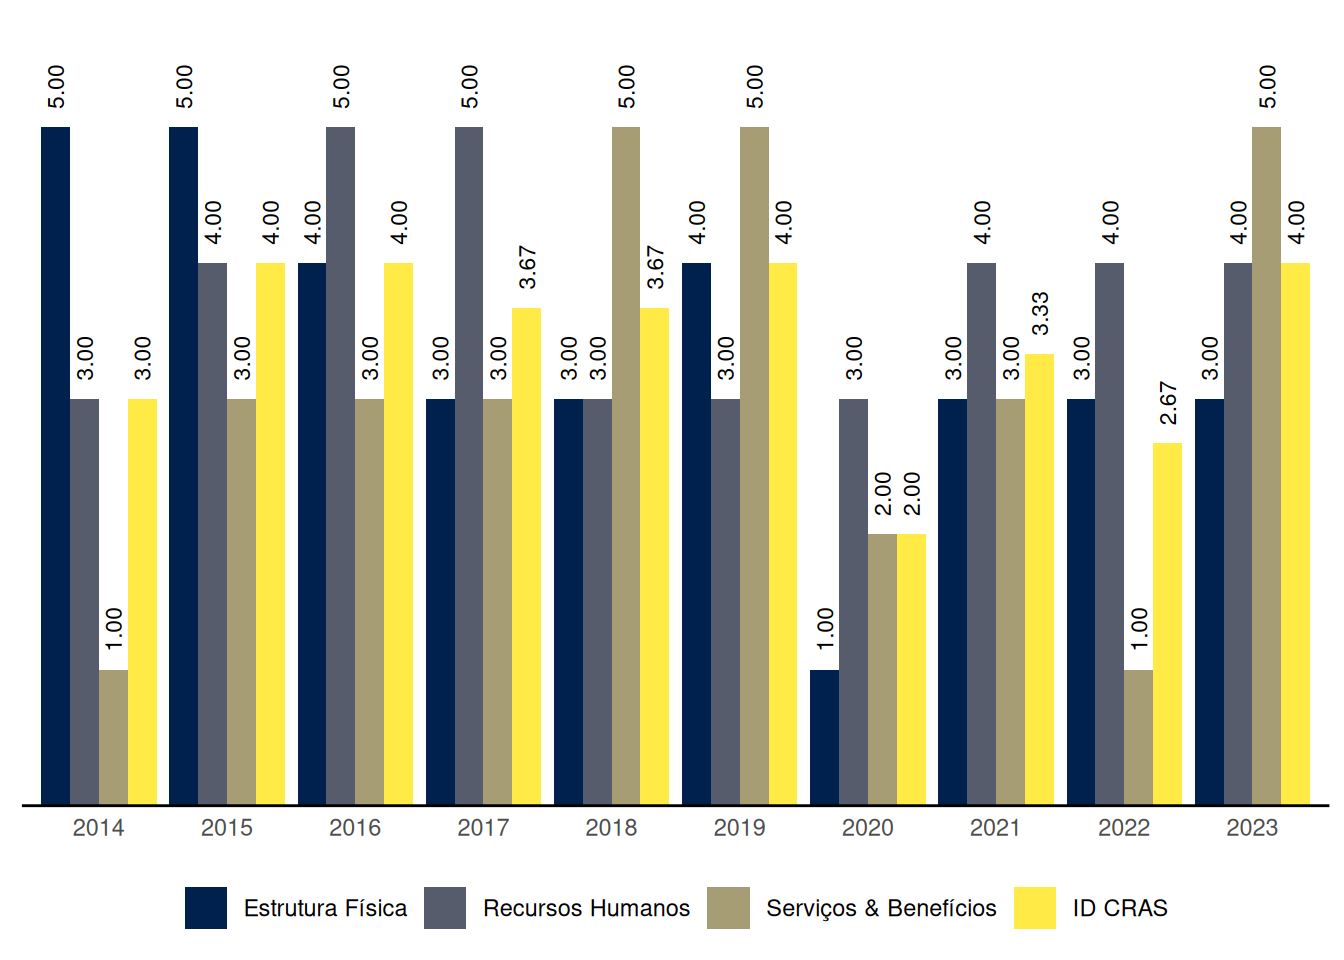 5.00 3.00 1.00 3.00
5.00 4.00 3.00 4.00
4.00 5.00 3.00 4.00
3.00 5.00 3.00 3.67
3.00 3.00 5.00 3.67
4.00 3.00 5.00 4.00
1.00 3.00 2.00 2.00
3.00 4.00 3.00 3.33
3.00 4.00 1.00 2.67
3.00 4.00 5.00 4.00
2014 2015 2016 2017 2018 2019 2020 2021 2022 2023
Estrutura Física Recursos Humanos Serviços & Benefícios ID CRAS